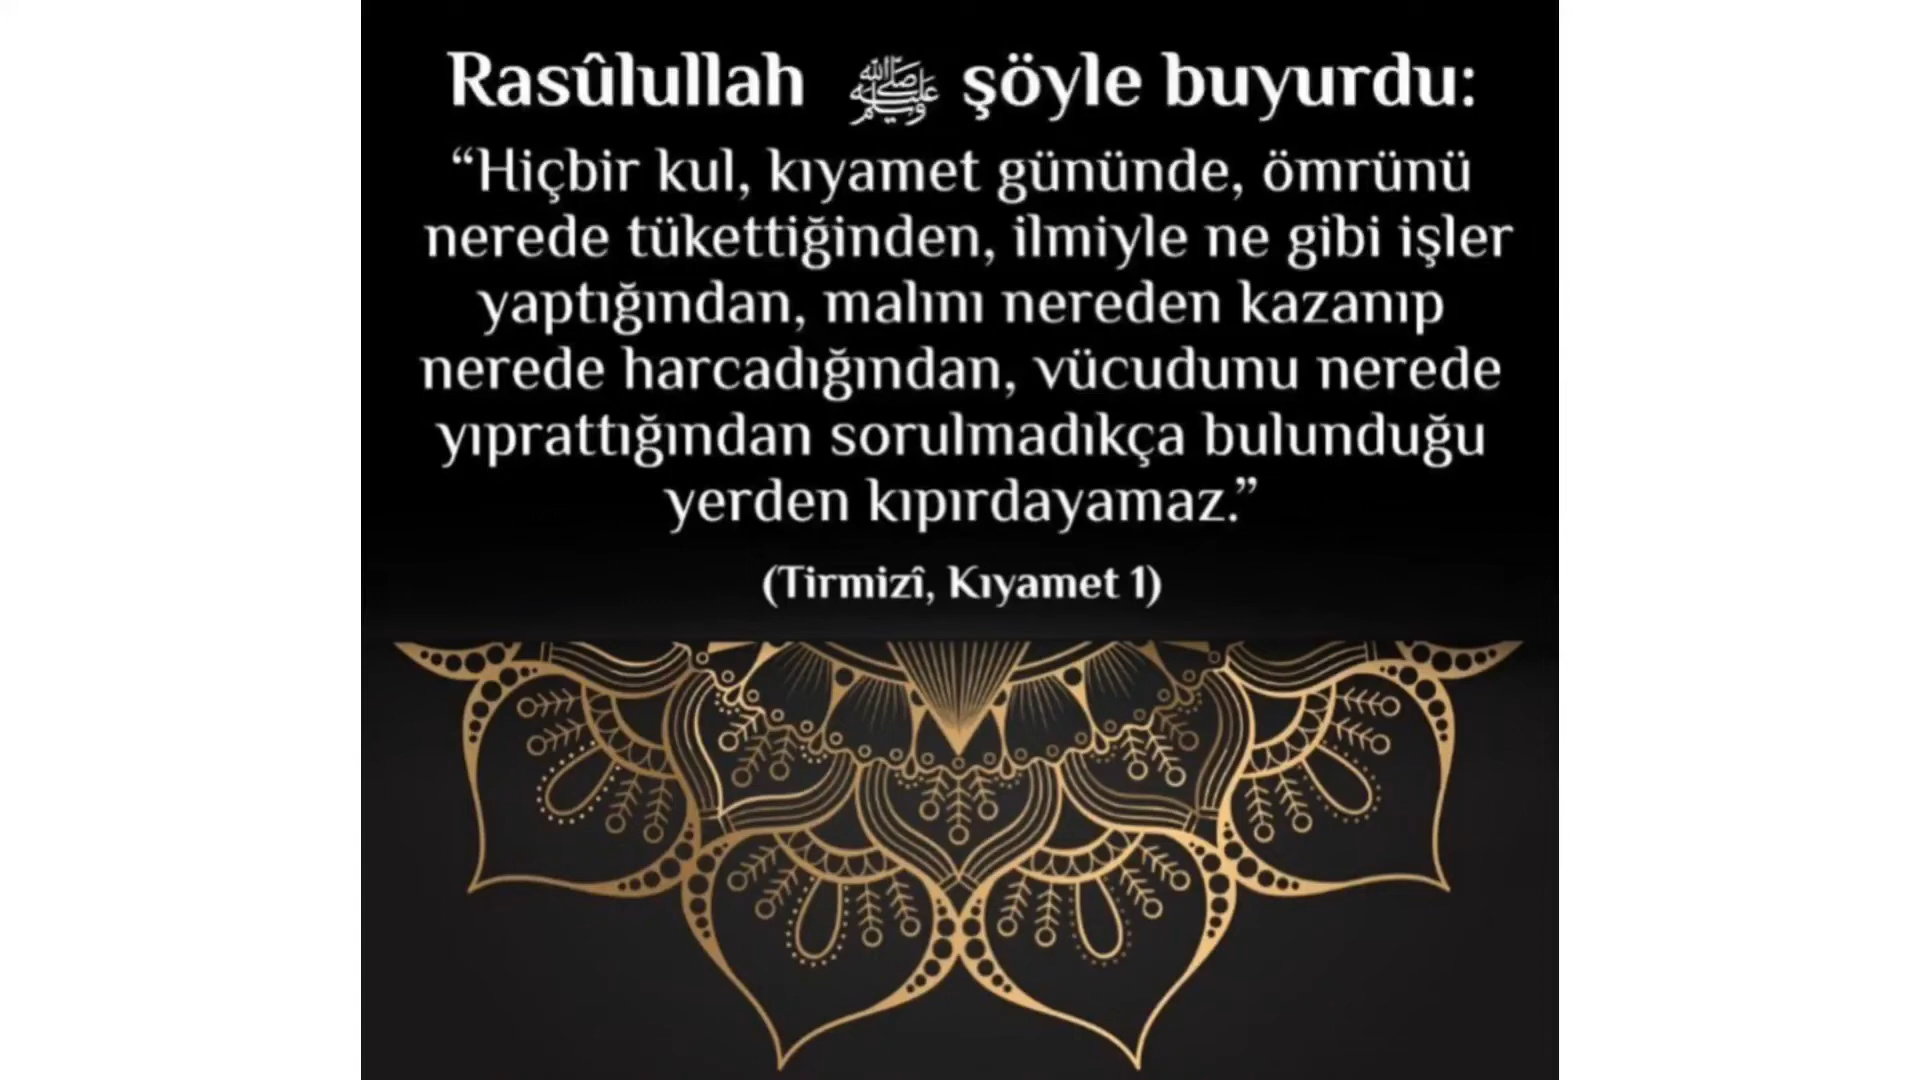 Rasûlullah ﷺ şöyle buyurdu:
“Hiçbir kul, kıyamet gününde, ömrünü
nerede tükettiğinden, ilmiyle ne gibi işler
yaptığından, malını nereden kazanıp
nerede harcadığından, vücudunu nerede
yıprattığından sorulmadıkça bulunduğu
yerden kıpırdayamaz.”
(Tirmizî, Kıyamet 1)